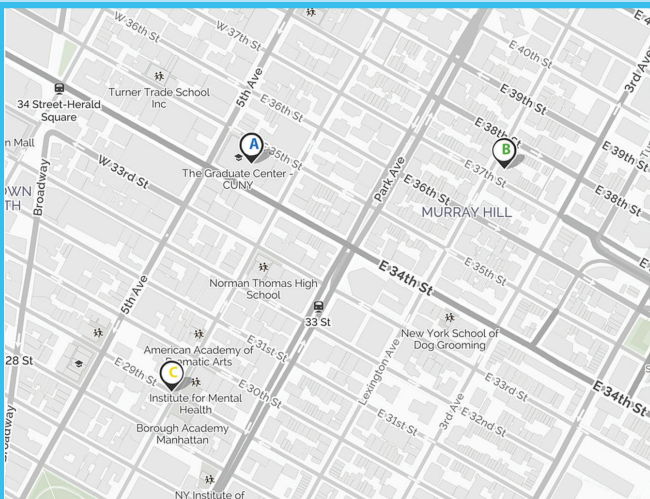 W 36th St
W 37th St
E 40th St
3rd Ave
34 Street-Herald
Square
Turner Trade School
Inc
5th Ave
E 36th St
E 39th St
E 38th St
n Mall
A
E 35th St
B
E 37th St
E 39th St
W 33rd St
The Graduate Center -
CUNY
Park Ave
E 36th St
E 38th St
OWN
TH
Broadway
MURRAY HILL
E 34th St
E 35th St
Norman Thomas High
School
5th Ave
33 St
New York School of
Dog Grooming
28 St
American Academy of
Dramatic Arts
E 31st St
E 29th St
C
Institute for Mental
Health
E 30th St
Lexington Ave
E 33rd St
E 34th St
3rd Ave
E 32nd St
E 31st St
Borough Academy
Manhattan
Broadway
NY Institute of